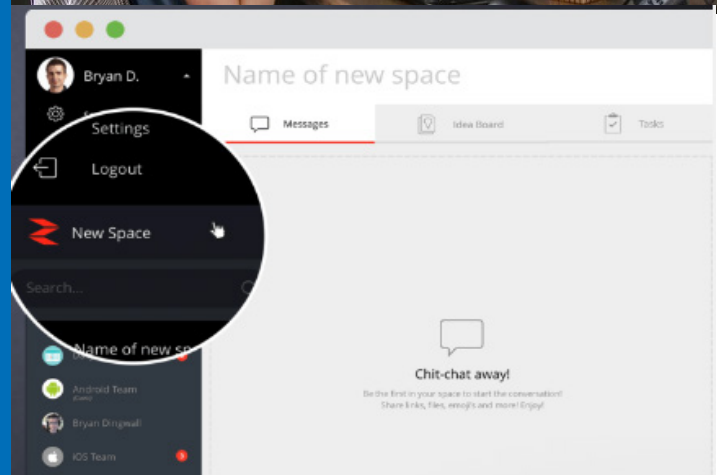 Bryan D.
Name of new space
Settings
Messages
Idea Board
Tasks
Logout
New Space
Search...
Name of new sp
Android Team
Bryan Dingwall
iOS Team
Chit-chat away!
Be the first in your space to start the conversation!
Share links, files, emoji's and more! Enjoy!